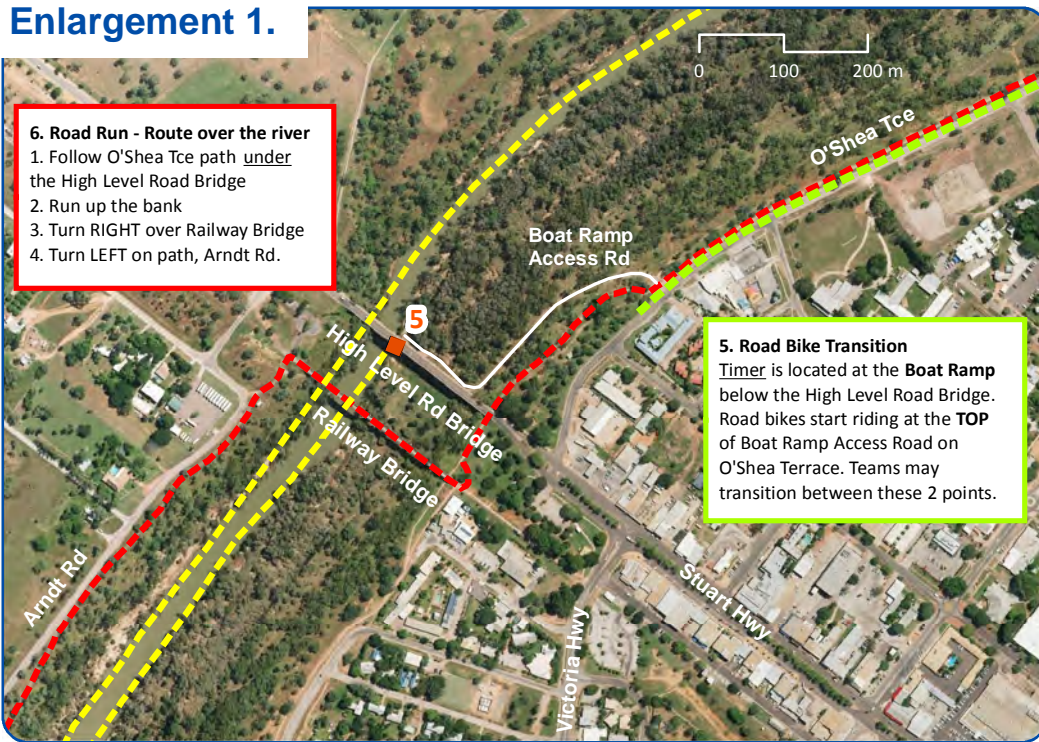 Enlargement 1.
0 100 200 m
6. Road Run - Route over the river
1. Follow O'Shea Tce path under
the High Level Road Bridge
2. Run up the bank
3. Turn RIGHT over Railway Bridge
4. Turn LEFT on path, Arndt Rd.
O'Shea Tce
Boat Ramp
Access Rd
5
High Level Rd Bridge
Railway Bridge
5. Road Bike Transition
Timer is located at the Boat Ramp
below the High Level Road Bridge.
Road bikes start riding at the TOP
of Boat Ramp Access Road on
O'Shea Terrace. Teams may
transition between these 2 points.
Arndt Rd
Stuart Hwy
Victoria Hwy